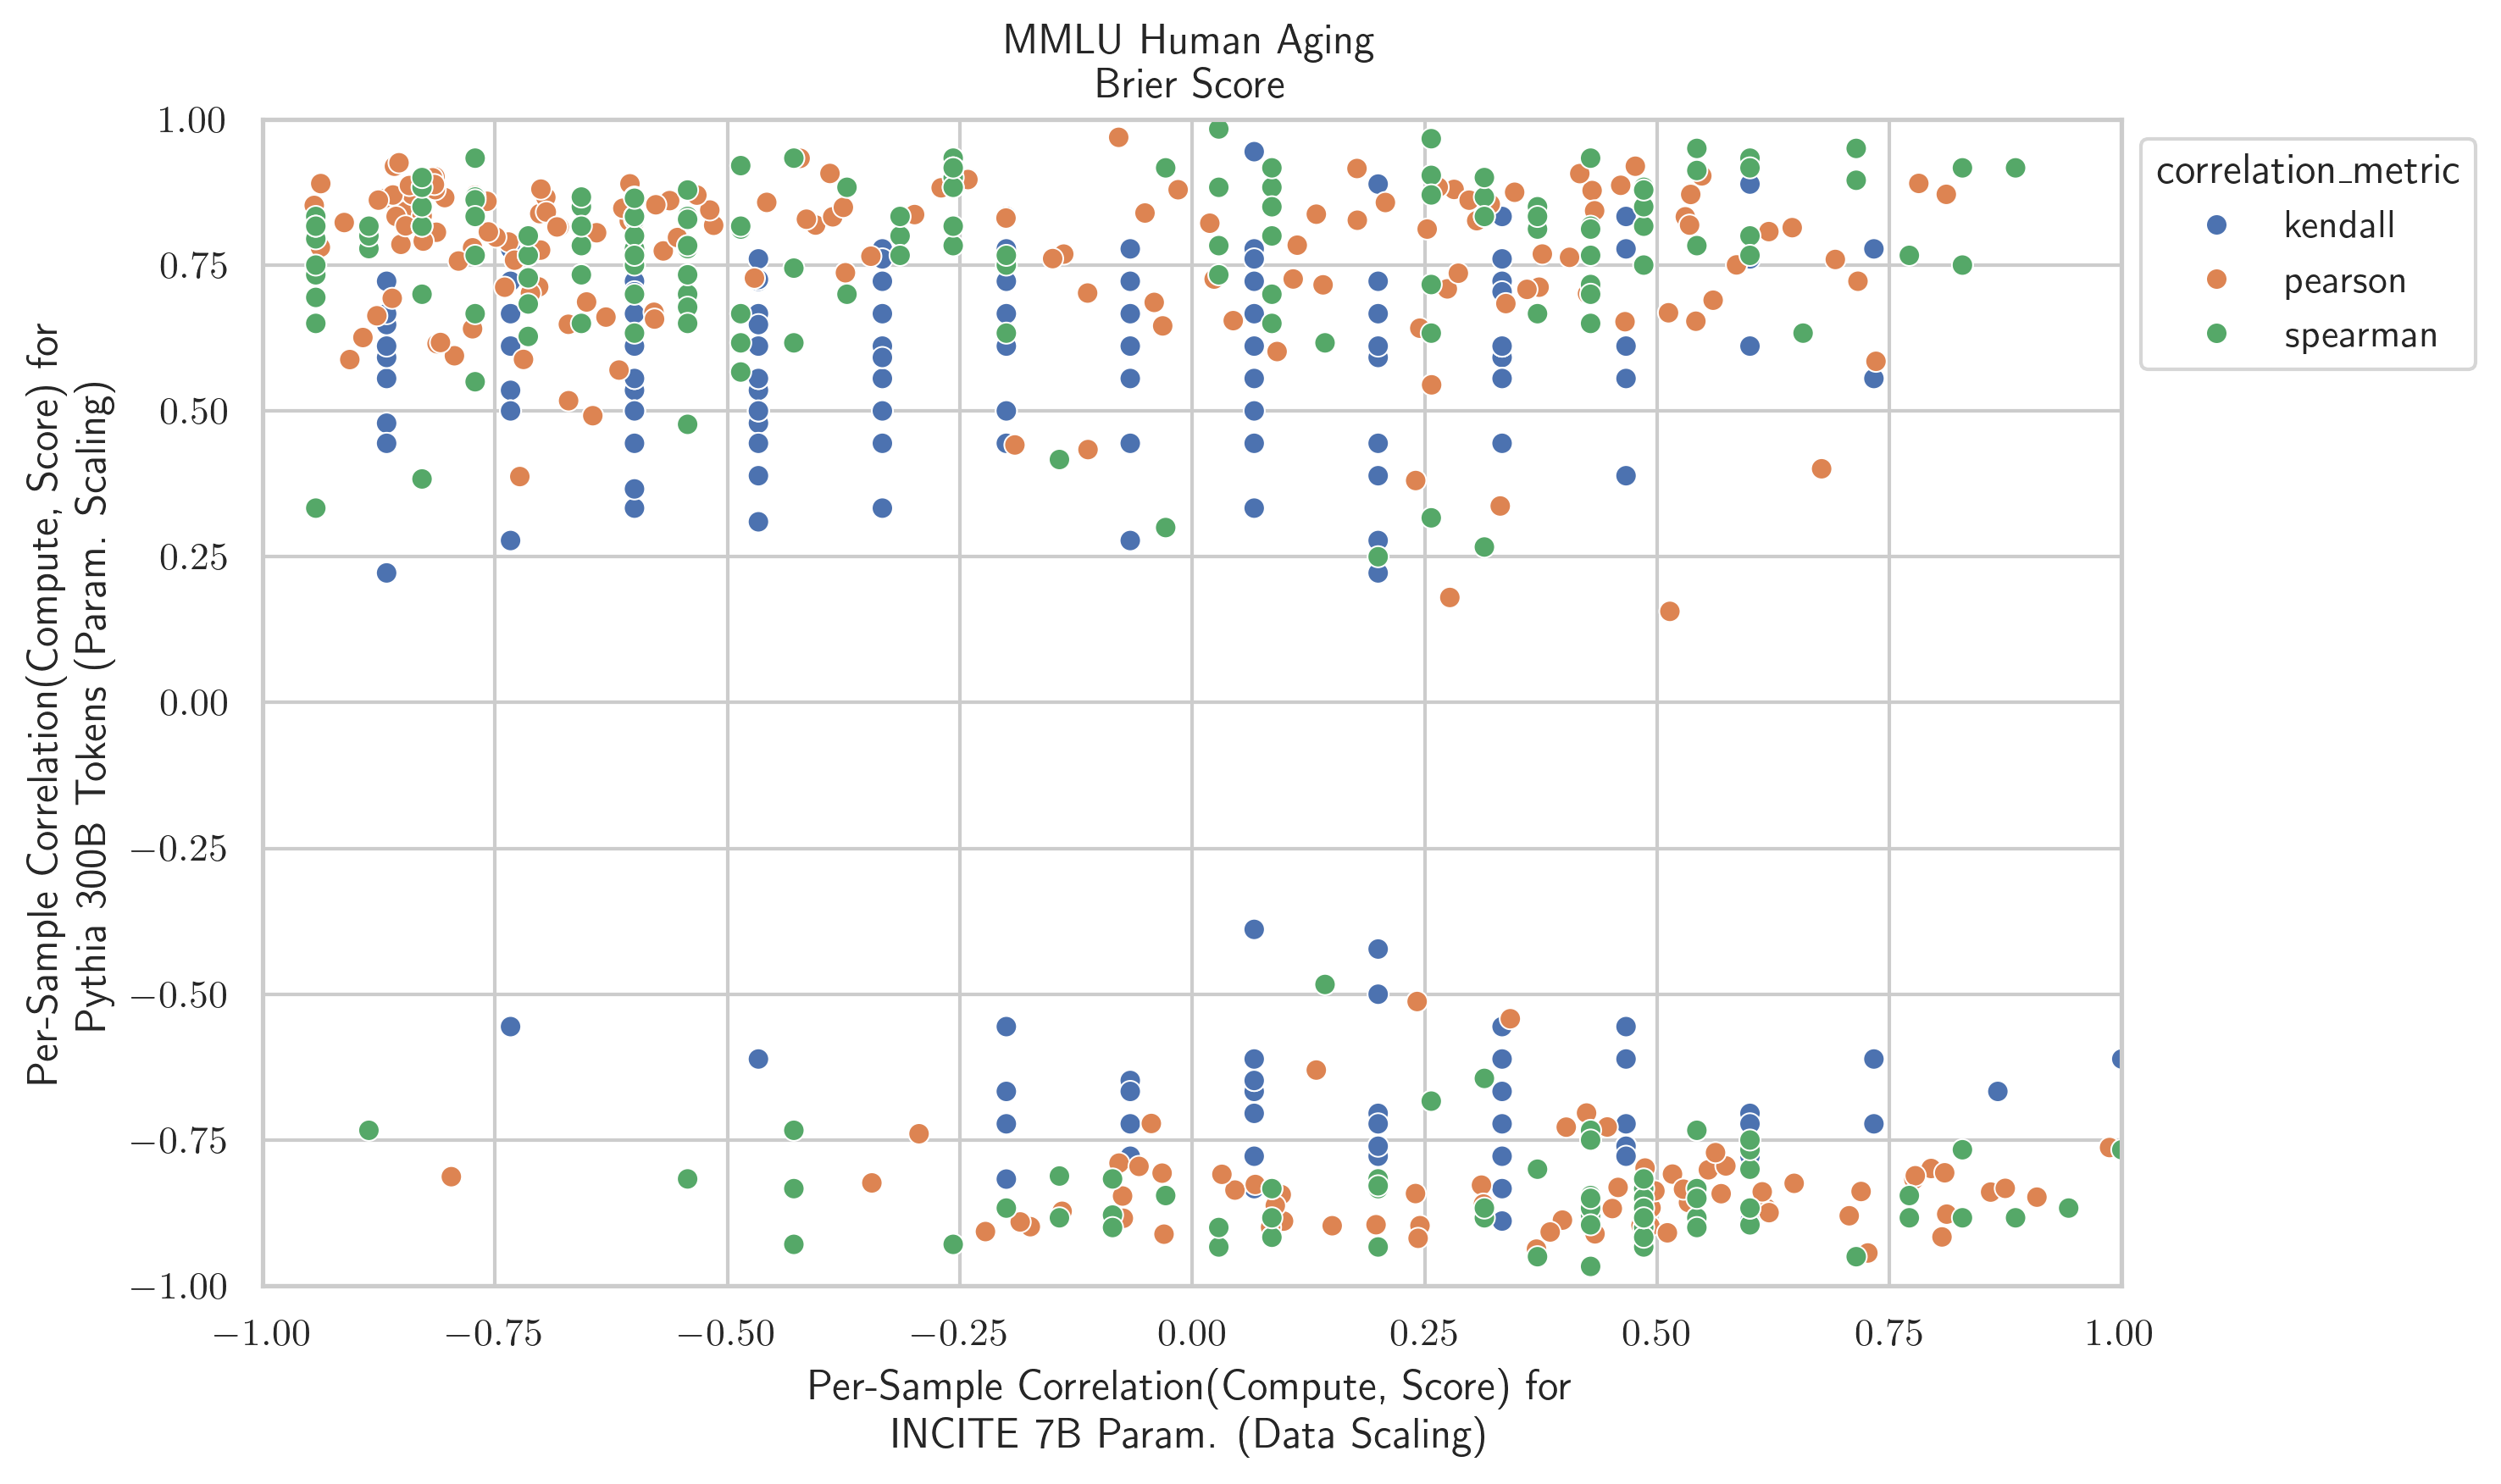 MMLU Human Aging
Brier Score
1.00
0.75
0.50
0.25
0.00
−0.25
−0.50
−0.75
−1.00
Per-Sample Correlation(Compute, Score) for
Pythia 300B Tokens (Param. Scaling)
−1.00
−0.75
−0.50
−0.25
0.00
0.25
0.50
0.75
1.00
Per-Sample Correlation(Compute, Score) for
INCITE 7B Param. (Data Scaling)
correlation_metric
kendall
pearson
spearman